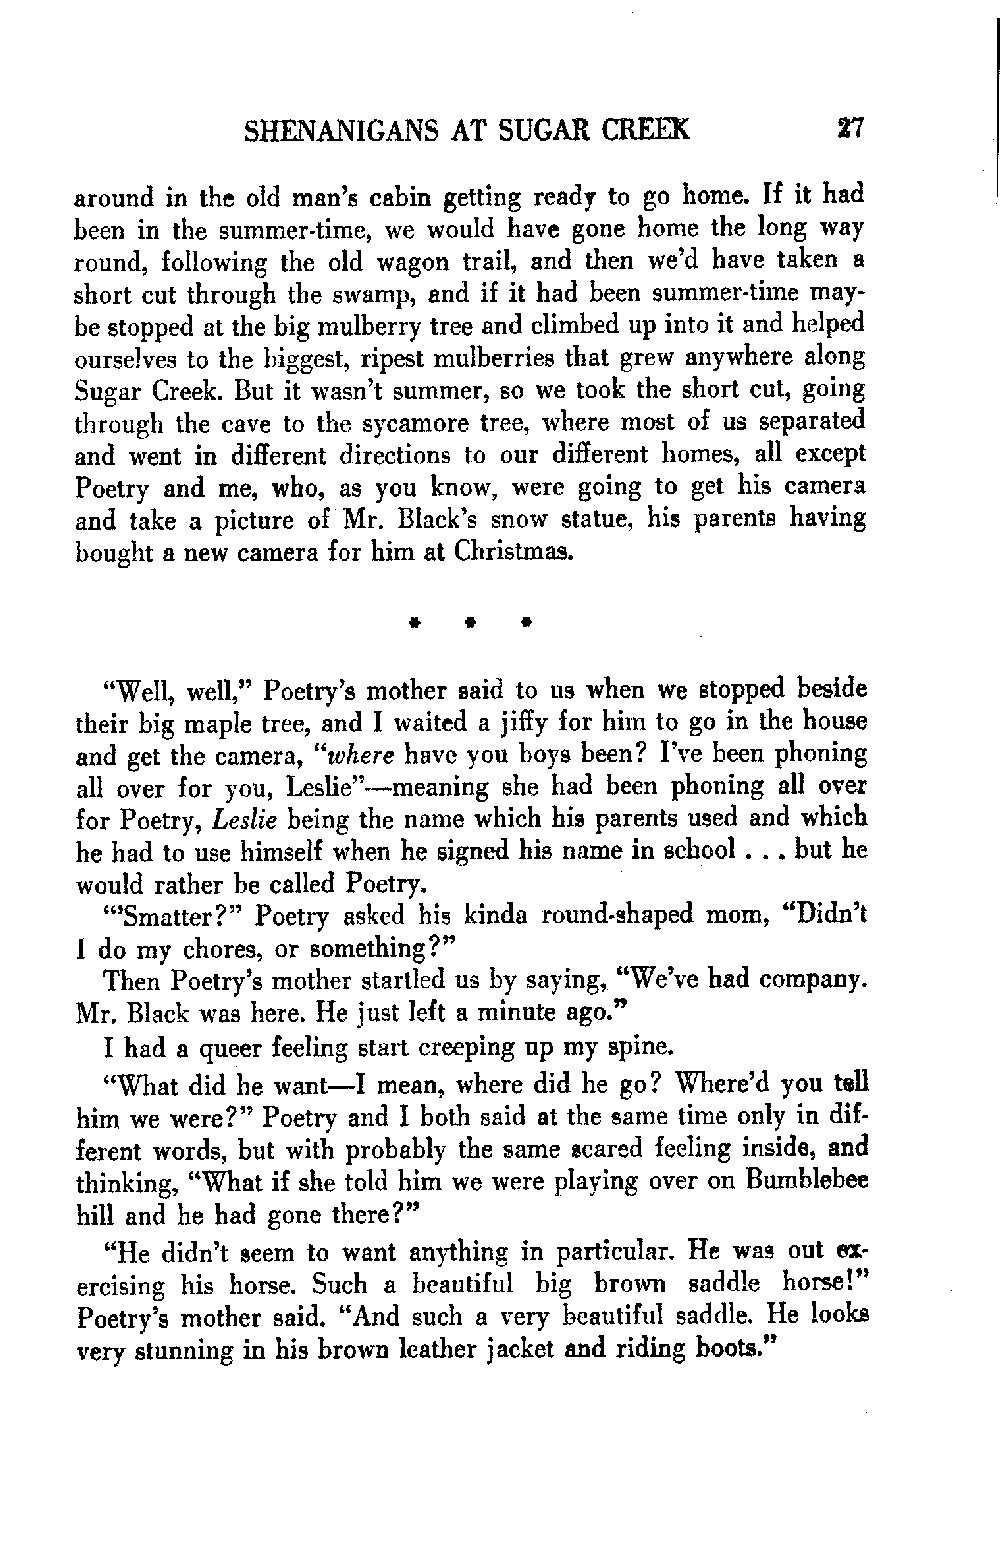 SHENANIGANS AT SUGAR CREEK 27
around in the old man's cabin getting ready to go home. If it had
been in the summer-time, we would have gone home the long way
round, following the old wagon trail, and then we'd have taken a
short cut through the swamp, and if it had been summer-time may-
be stopped at the big mulberry tree and climbed up into it and helped
ourselves to the biggest, ripest mulberries that grew anywhere along
Sugar Creek. But it wasn't summer, so we took the short cut, going
through the cave to the sycamore tree, where most of us separated
and went in different directions to our different homes, all except
Poetry and me, who, as you know, were going to get his camera
and take a picture of Mr. Black's snow statue, his parents having
bought a new camera for him at Christmas.
* * *
"Well, well," Poetry's mother said to us when we stopped beside
their big maple tree, and I waited a jiffy for him to go in the house
and get the camera, "where have you boys been? I've been phoning
all over for you, Leslie"—meaning she had been phoning all over
for Poetry, Leslie being the name which his parents used and which
he had to use himself when he signed his name in school . . . but he
would rather be called Poetry.
"'Smatter?" Poetry asked his kinda round-shaped mom, "Didn't
I do my chores, or something?"
Then Poetry's mother startled us by saying, "We've had company.
Mr. Black was here. He just left a minute ago."
I had a queer feeling start creeping up my spine.
"What did he want—I mean, where did he go? Where'd you tell
him we were?" Poetry and I both said at the same time only in dif-
ferent words, but with probably the same scared feeling inside, and
thinking, "What if she told him we were playing over on Bumblebee
hill and he had gone there?"
"He didn't seem to want anything in particular. He was out ex-
ercising his horse. Such a beautiful big brown saddle horse!"
Poetry's mother said. "And such a very beautiful saddle. He looks
very stunning in his brown leather jacket and riding boots."